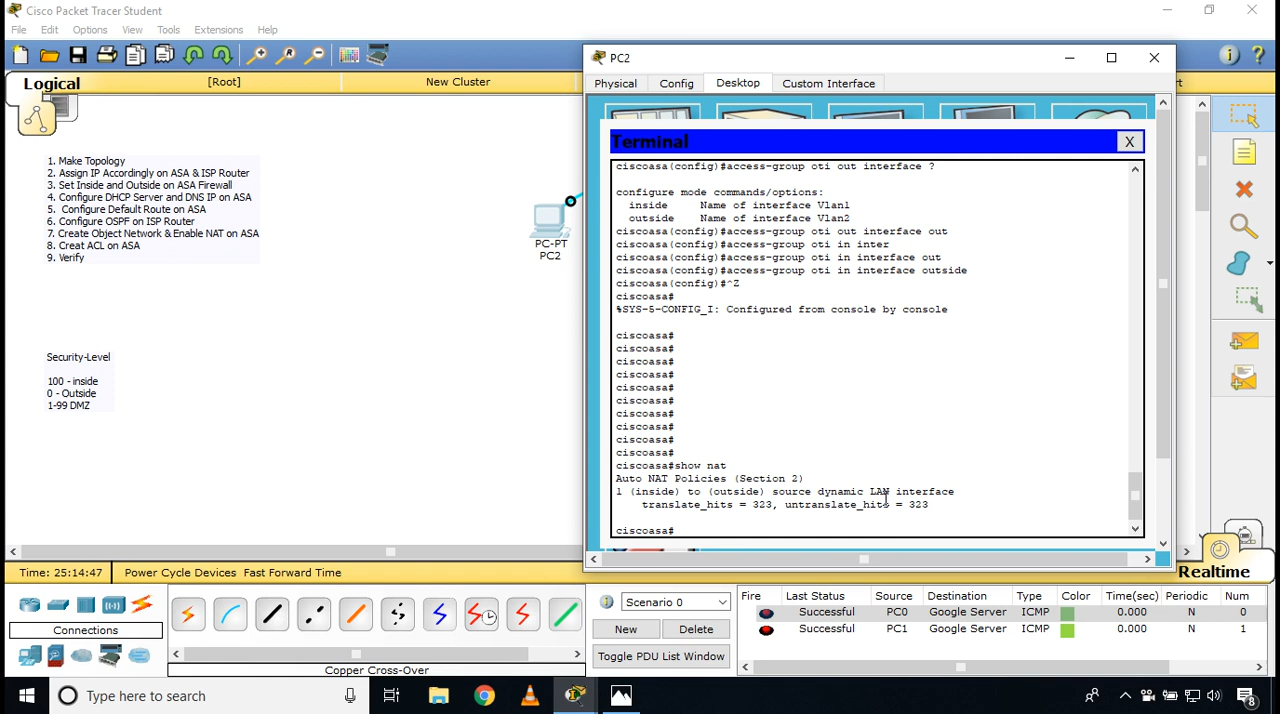 Cisco Packet Tracer Student
File Edit Options View Tools Extensions Help
Logical [Root] New Cluster
rt
1. Make Topology
2. Assign IP Accordingly on ASA & ISP Router
3. Set Inside and Outside on ASA Firewall
4. Configure DHCP Server and DNS IP on ASA
5. Configure Default Route on ASA
6. Configure OSPF on ISP Router
7. Create Object Network & Enable NAT on ASA
8. Creat ACL on ASA
9. Verify
Security-Level
100 - inside
0 - Outside
1-99 DMZ
PC-PT
PC2
PC2
Physical Config Desktop Custom Interface
Terminal X
ciscoasa(config)#access-group oti out interface ?
configure mode commands/options:
inside Name of interface Vlan1
outside Name of interface Vlan2
ciscoasa(config)#access-group oti out interface out
ciscoasa(config)#access-group oti in inter
ciscoasa(config)#access-group oti in interface out
ciscoasa(config)#access-group oti in interface outside
ciscoasa(config)#^Z
ciscoasa#
%SYS-5-CONFIG_I: Configured from console by console
ciscoasa#
ciscoasa#
ciscoasa#
ciscoasa#
ciscoasa#
ciscoasa#
ciscoasa#
ciscoasa#
ciscoasa#
ciscoasa#
ciscoasa#show nat
Auto NAT Policies (Section 2)
1 (inside) to (outside) source dynamic LAN interface
translate_hits = 323, untranslate_hits = 323
ciscoasa#
Time: 25:14:47 Power Cycle Devices Fast Forward Time
Realtime
Connections
Copper Cross-Over
Scenario 0
New Delete
Toggle PDU List Window
Fire Last Status Source Destination Type Color Time(sec) Periodic Num
Successful PC0 Google Server ICMP 0.000 N 0
Successful PC1 Google Server ICMP 0.000 N 1
Type here to search
8